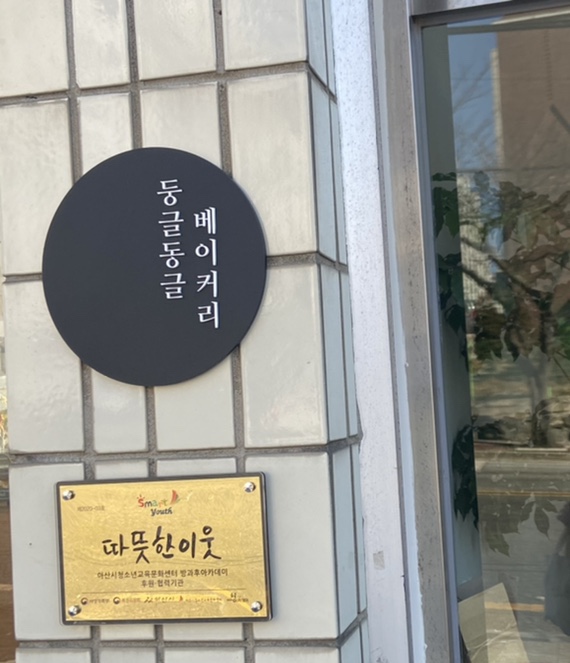 둥글동글
베이커리
Smart
Youth
따뜻한이웃
아산시청소년교육문화센터 방과후아카데미
후원·협력기관